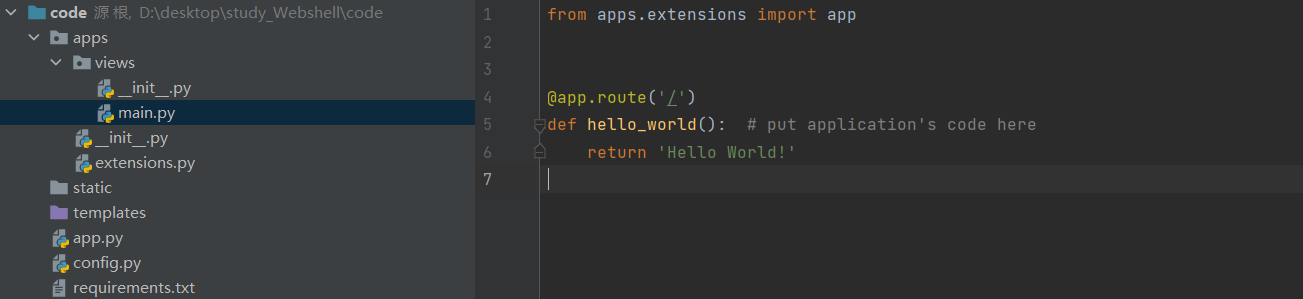 code 源根, D:\desktop\study_Webshell\code
apps
views
__init__.py
main.py
__init__.py
extensions.py
static
templates
app.py
config.py
requirements.txt
1 from apps.extensions import app
2
3
4 @app.route('/')
5 def hello_world():  # put application's code here
6     return 'Hello World!'
7